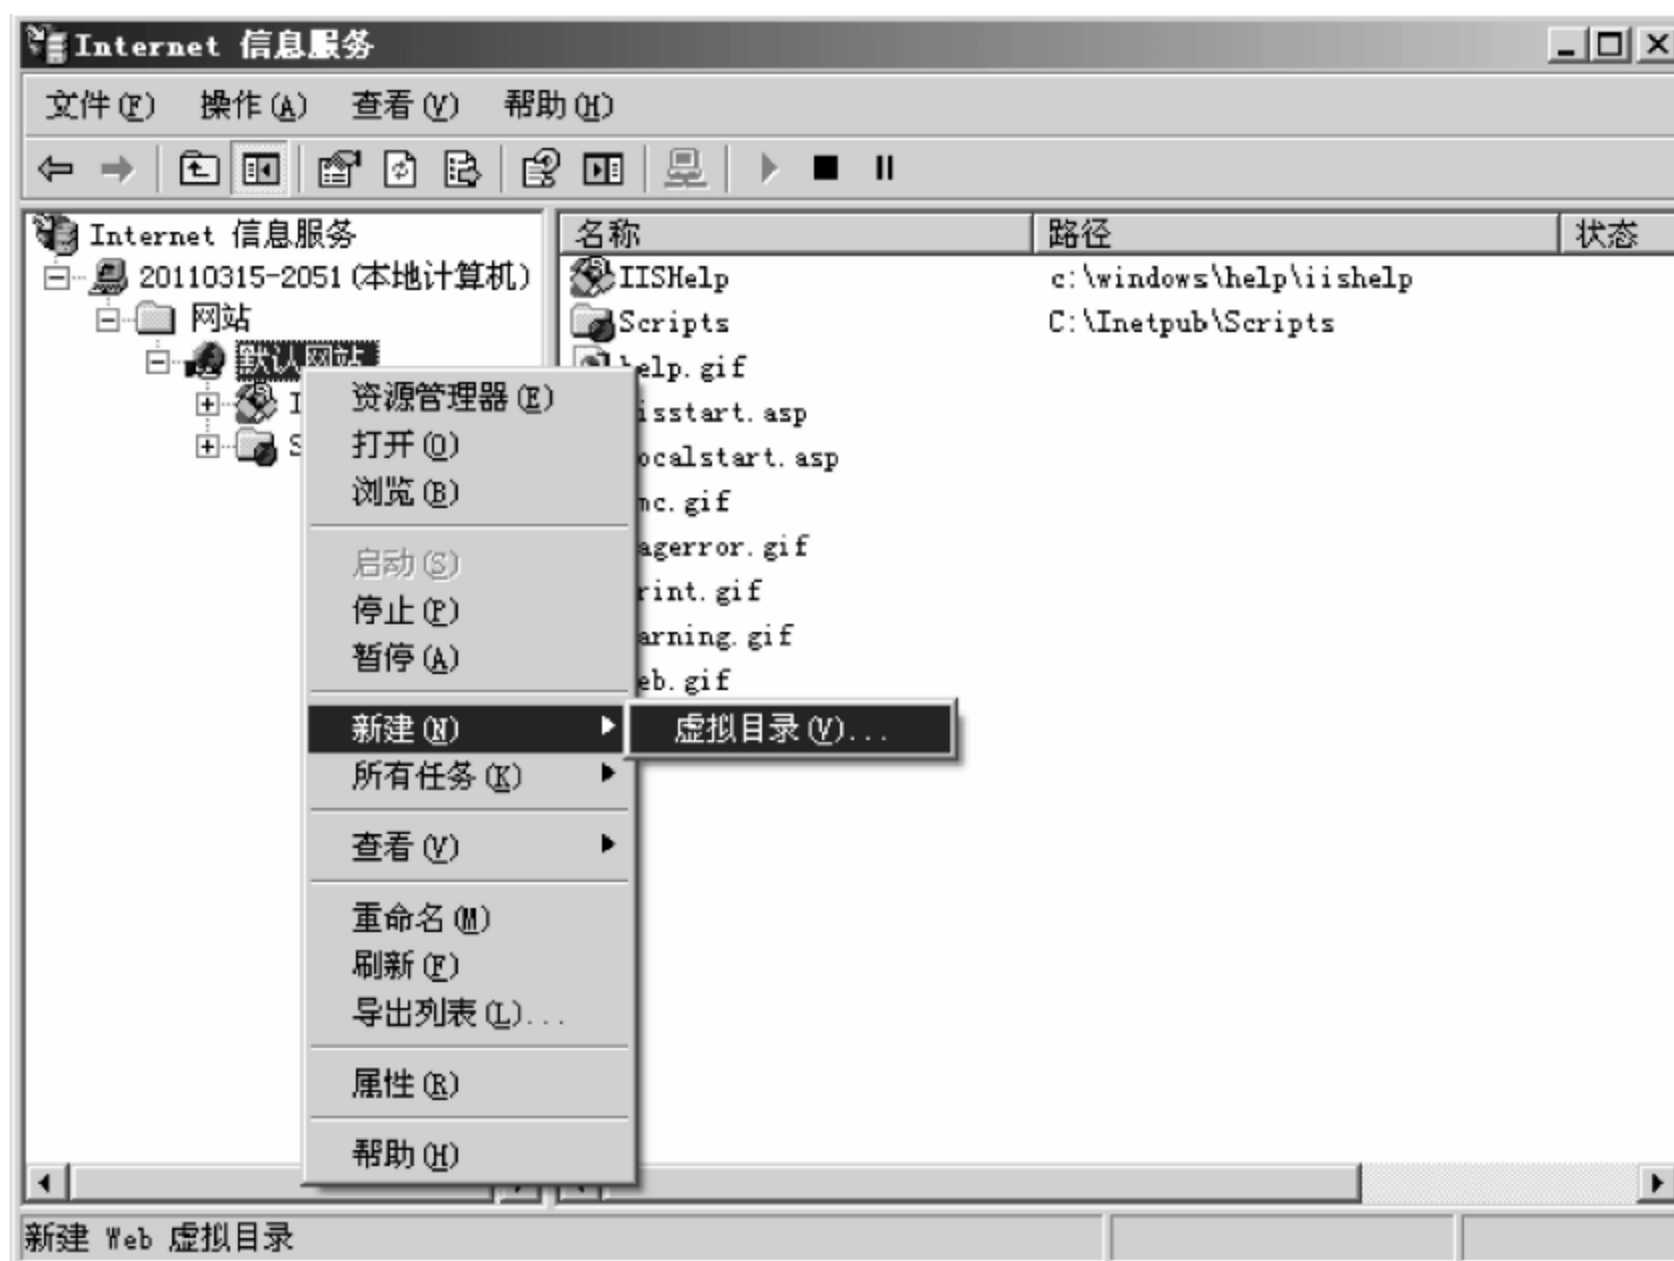 Internet 信息服务
文件(F) 操作(A) 查看(V) 帮助(H)
Internet 信息服务
20110315-2051(本地计算机)
网站
默认网站
I
S
名称 路径 状态
IISHelp c:\windows\help\iishelp
Scripts C:\Inetpub\Scripts
help.gif
isstart.asp
ocalstart.asp
mc.gif
agerror.gif
rint.gif
arning.gif
eb.gif
资源管理器(E)
打开(O)
浏览(B)
启动(S)
停止(P)
暂停(A)
新建(N)
虚拟目录(V)...
所有任务(K)
查看(V)
重命名(M)
刷新(F)
导出列表(L)...
属性(R)
帮助(H)
新建 Web 虚拟目录